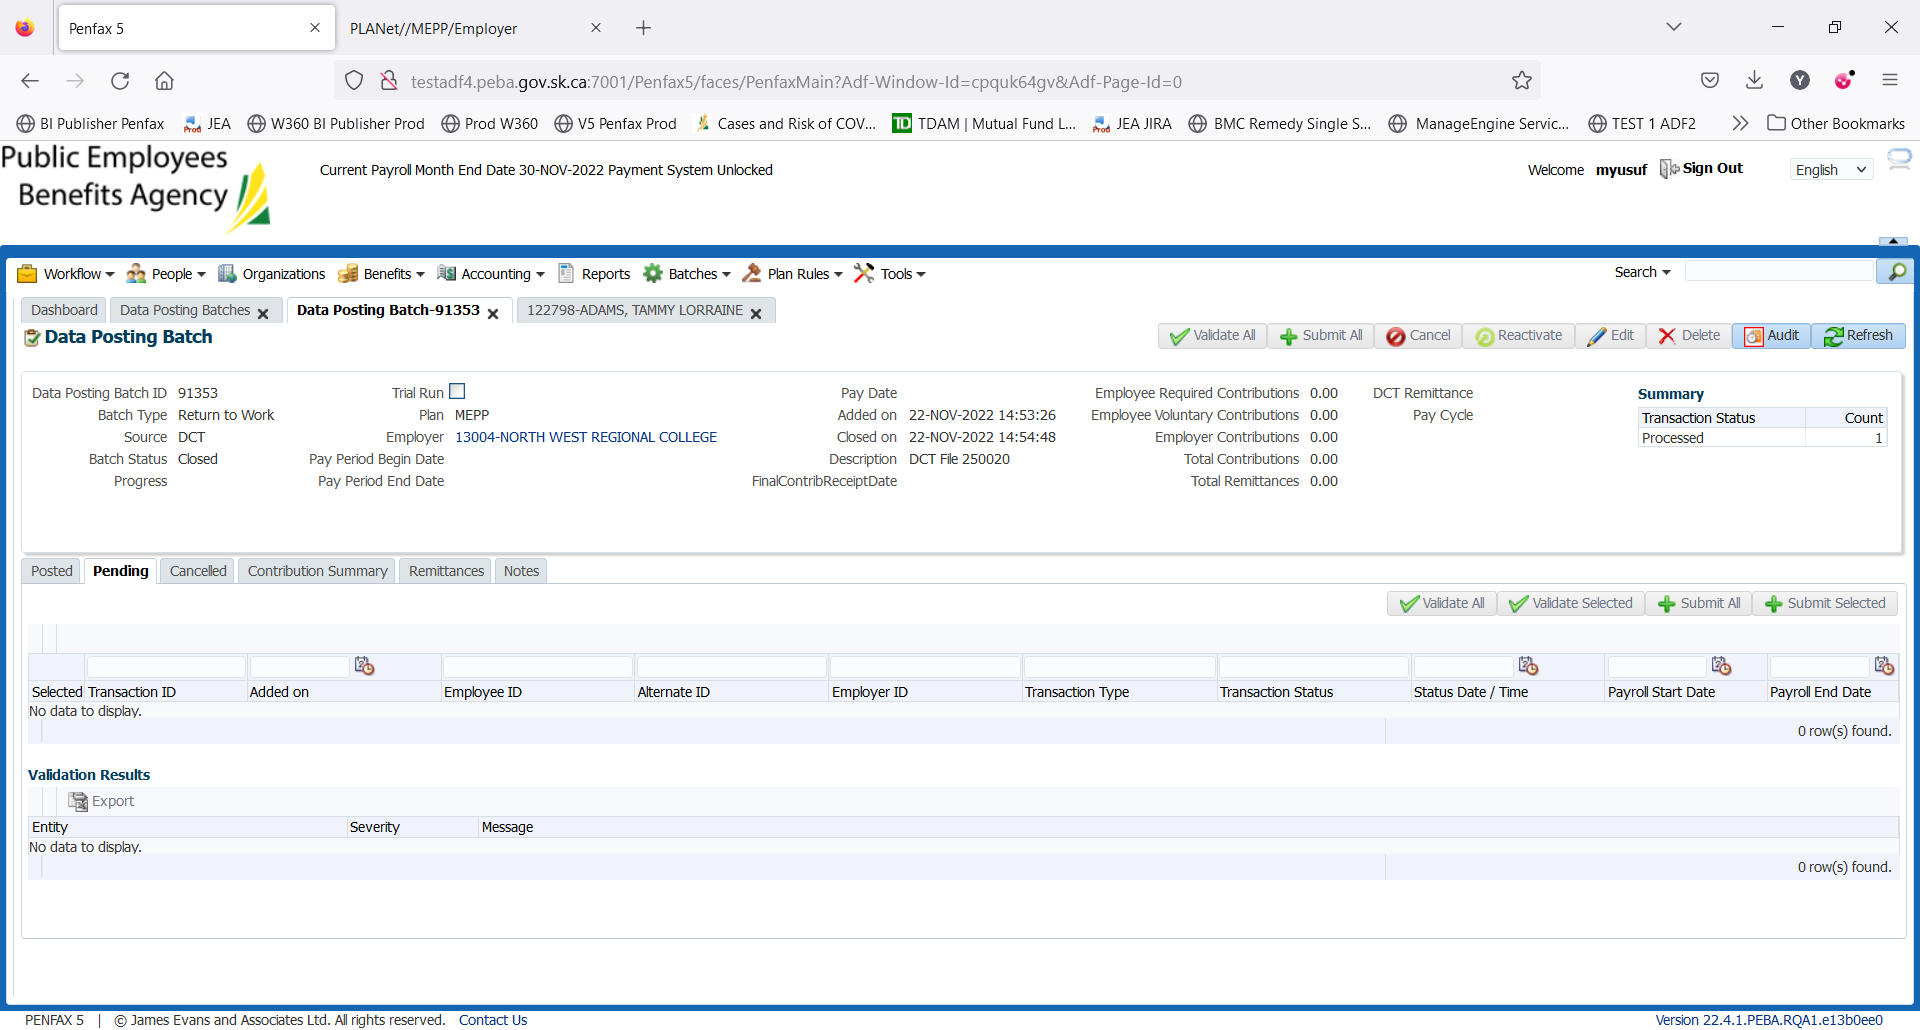 Penfax 5
PLANet//MEPP/Employer
testadf4.peba.gov.sk.ca:7001/Penfax5/faces/PenfaxMain?Adf-Window-Id=cpquk64gv&Adf-Page-Id=0
Y
BI Publisher Penfax JEA W360 BI Publisher Prod Prod W360 V5 Penfax Prod Cases and Risk of COV... TDAM | Mutual Fund L... JEA JIRA BMC Remedy Single S... ManageEngine Servic... TEST 1 ADF2 Other Bookmarks
Public Employees
Benefits Agency
Current Payroll Month End Date 30-NOV-2022 Payment System Unlocked
Welcome myusuf Sign Out English
Workflow People Organizations Benefits Accounting Reports Batches Plan Rules Tools Search
Dashboard Data Posting Batches Data Posting Batch-91353 122798-ADAMS, TAMMY LORRAINE
Data Posting Batch
Validate All Submit All Cancel Reactivate Edit Delete Audit Refresh
Data Posting Batch ID 91353 Trial Run Pay Date Employee Required Contributions 0.00 DCT Remittance Summary
Batch Type Return to Work Plan MEPP Added on 22-NOV-2022 14:53:26 Employee Voluntary Contributions 0.00 Pay Cycle Transaction Status Count
Source DCT Employer 13004-NORTH WEST REGIONAL COLLEGE Closed on 22-NOV-2022 14:54:48 Employer Contributions 0.00 Processed 1
Batch Status Closed Pay Period Begin Date Description DCT File 250020 Total Contributions 0.00
Progress Pay Period End Date FinalContribReceiptDate Total Remittances 0.00
Posted Pending Cancelled Contribution Summary Remittances Notes
Validate All Validate Selected Submit All Submit Selected
Selected Transaction ID Added on Employee ID Alternate ID Employer ID Transaction Type Transaction Status Status Date / Time Payroll Start Date Payroll End Date
No data to display.
0 row(s) found.
Validation Results
Export
Entity Severity Message
No data to display.
0 row(s) found.
PENFAX 5 | © James Evans and Associates Ltd. All rights reserved. Contact Us Version 22.4.1.PEBA.RQA1.e13b0ee0